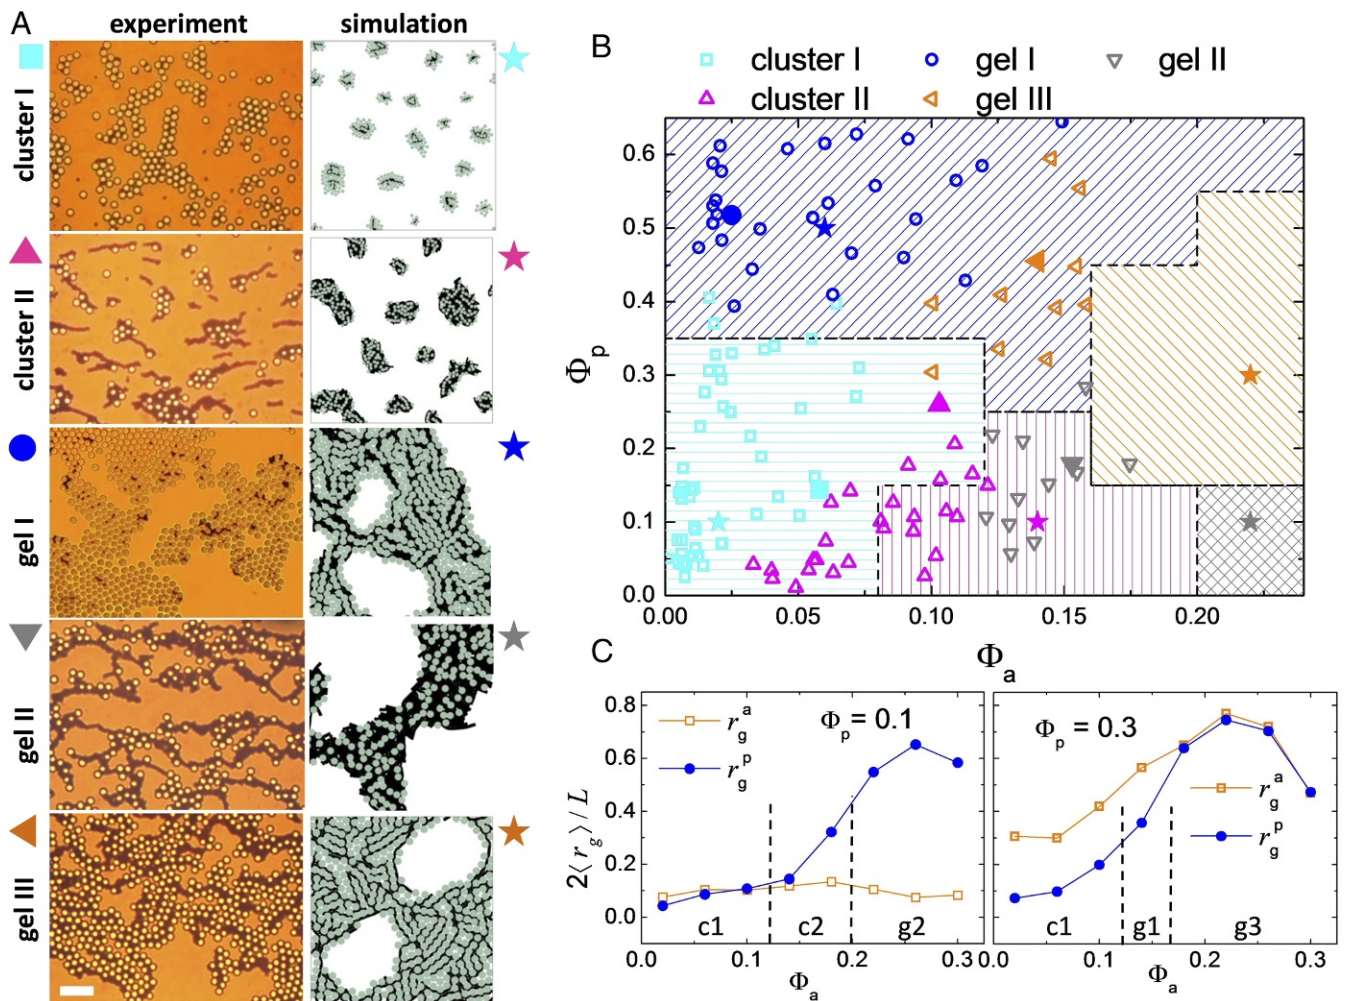 A
experiment
simulation
cluster I
cluster II
gel I
gel II
gel III
B
cluster I
gel I
gel II
cluster II
gel III
0.6
0.5
0.4
0.3
0.2
0.1
0.0
Φp
0.00
0.05
0.10
0.15
0.20
Φa
C
0.8
0.6
0.4
0.2
0.0
2⟨rg⟩/L
rga
rgp
Φp = 0.1
c1
c2
g2
0.0
0.1
0.2
0.3
Φa
Φp = 0.3
rga
rgp
c1
g1
g3
0.0
0.1
0.2
0.3
Φa